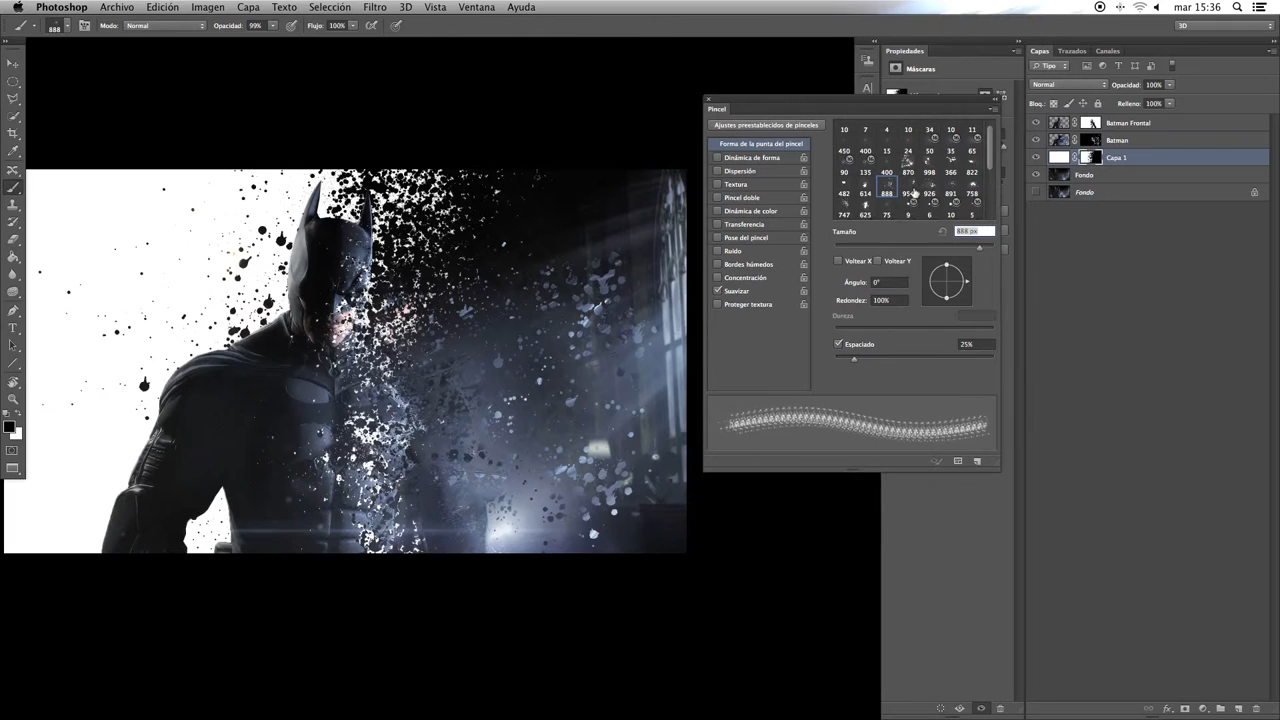 Photoshop Archivo Edición Imagen Capa Texto Selección Filtro 3D Vista Ventana Ayuda mar 15:36
888 Modo: Normal Opacidad: 99% Flujo: 100% 3D
Propiedades
Máscaras
Pincel
Ajustes preestablecidos de pinceles
Forma de la punta del pincel
Dinámica de forma
Dispersión
Textura
Pincel doble
Dinámica de color
Transferencia
Pose del pincel
Ruido
Bordes húmedos
Concentración
Suavizar
Proteger textura
10 7 4 10 34 10 11
450 400 15 24 50 35 65
90 135 400 870 998 366 822
482 614 888 926 891 758
747 625 75 9 6 10 5
Tamaño 888 px
Voltear X Voltear Y
Ángulo: 0°
Redondez: 100%
Dureza
Espaciado 25%
Capas Trazados Canales
Tipo
Normal Opacidad: 100%
Bloq.: Relleno: 100%
Batman Frontal
Batman
Capa 1
Fondo
Fondo